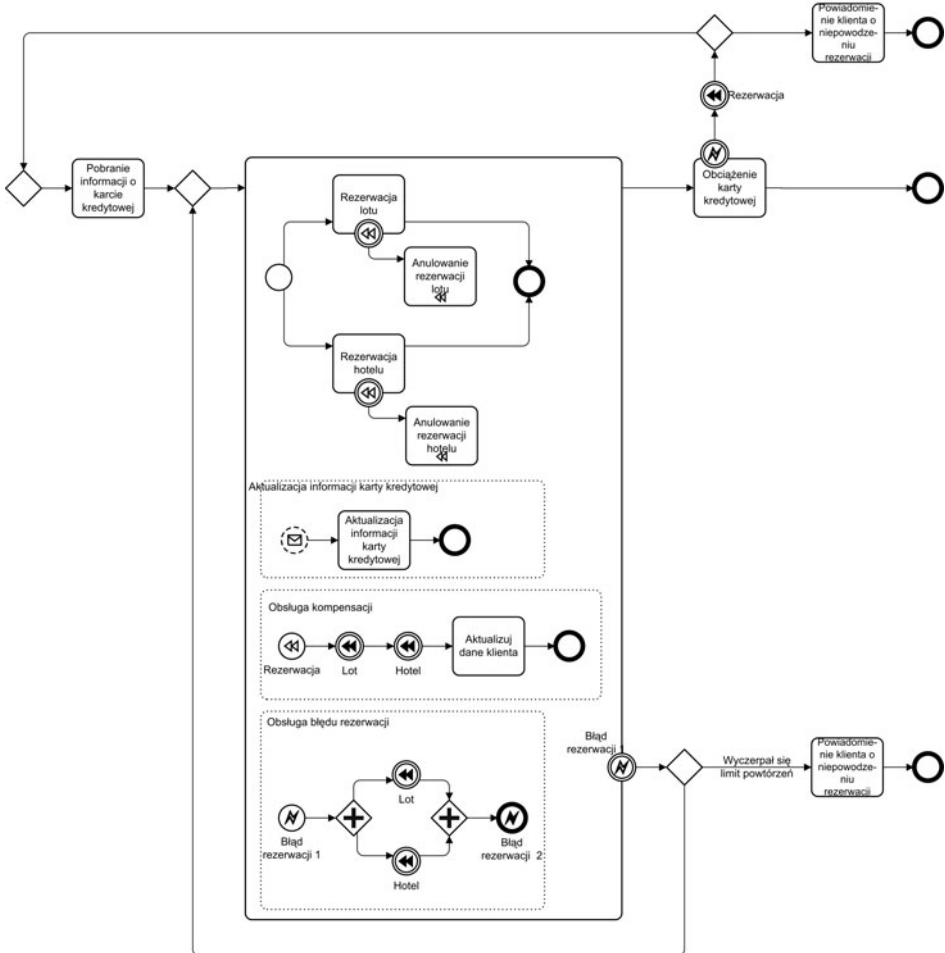 Powiadomie-
nie klienta o
niepowodze-
niu
rezerwacji
Rezerwacja
Pobranie
informacji o
karcie
kredytowej
Obciążenie
karty
kredytowej
Rezerwacja
lotu
Anulowanie
rezerwacji
lotu
Rezerwacja
hotelu
Anulowanie
rezerwacji
hotelu
Aktualizacja informacji karty kredytowej
Aktualizacja
informacji
karty
kredytowej
Obsługa kompensacji
Rezerwacja
Lot
Hotel
Aktualizuj
dane klienta
Obsługa błędu rezerwacji
Błąd
rezerwacji 1
Lot
Hotel
Błąd
rezerwacji 2
Błąd
rezerwacji 1
Wyczerpał się
limit powtórzeń
Powiadomie-
nie klienta o
niepowodze-
niu
rezerwacji